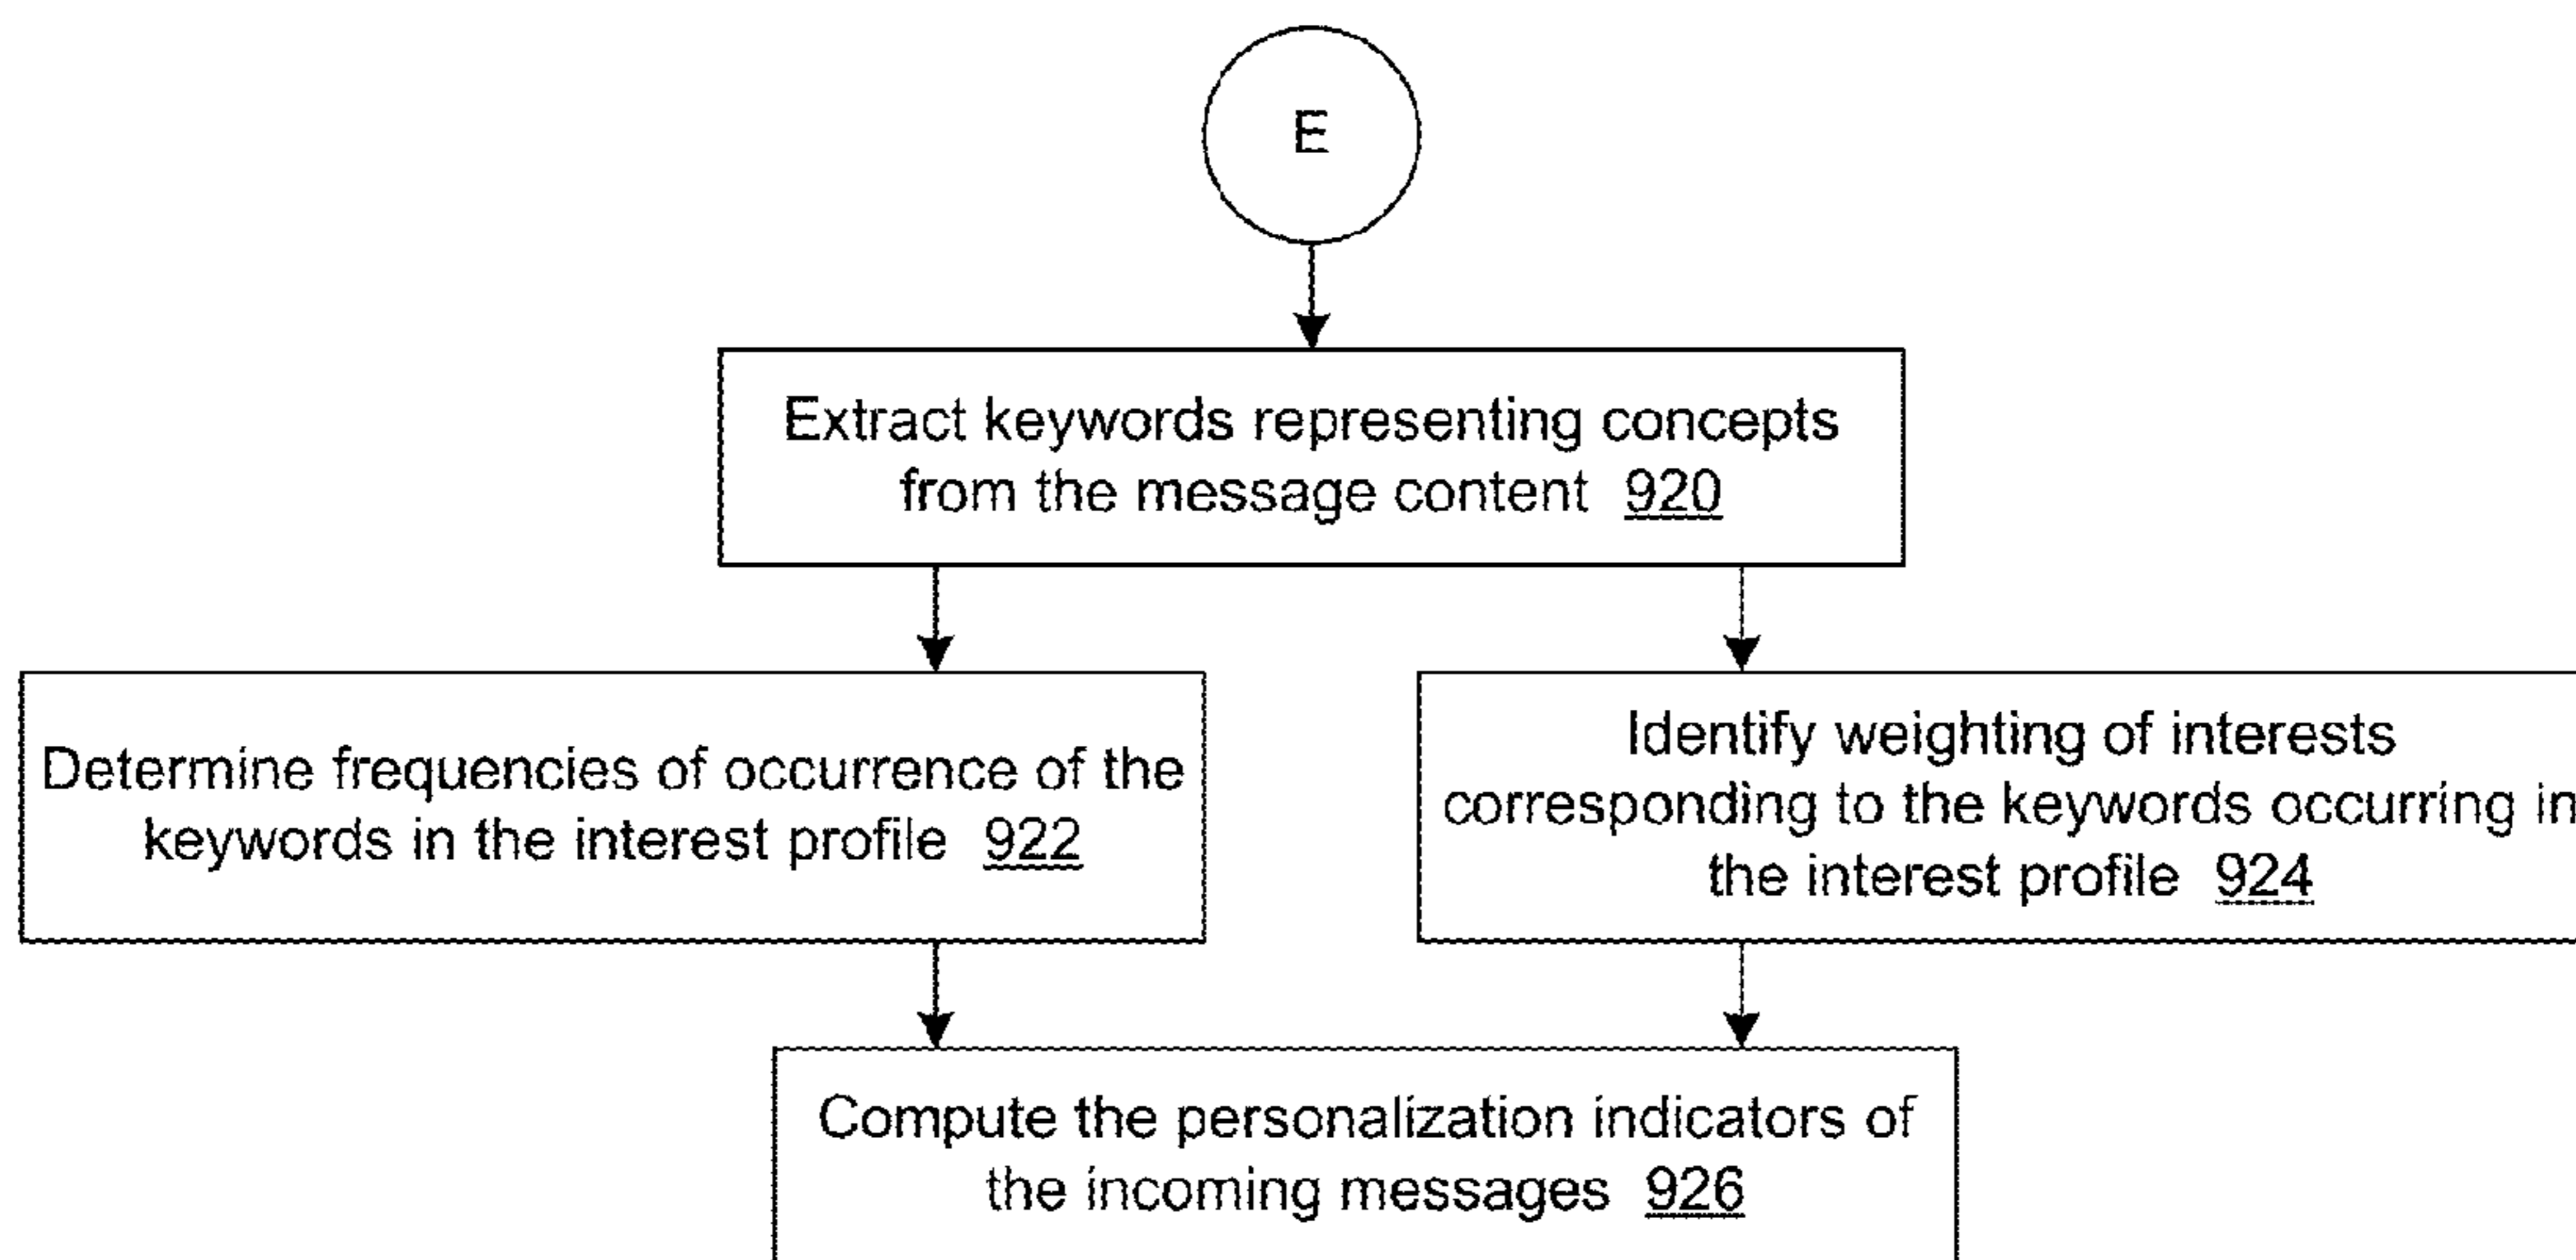 E
Extract keywords representing concepts
from the message content 920
Determine frequencies of occurrence of the
keywords in the interest profile 922
Identify weighting of interests
corresponding to the keywords occurring in
the interest profile 924
Compute the personalization indicators of
the incoming messages 926